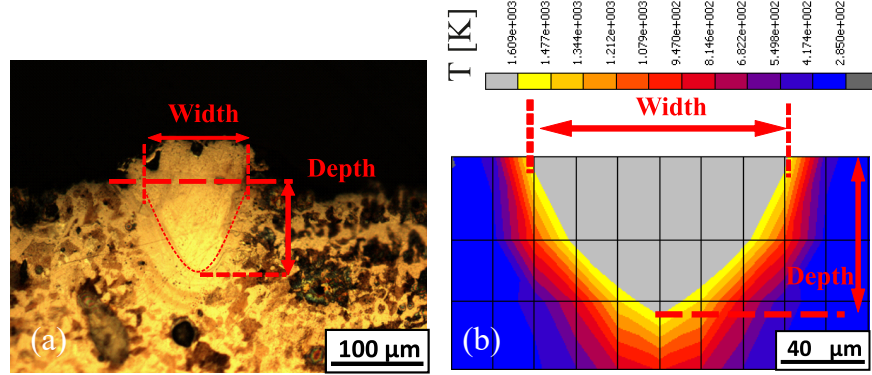 Width
Depth
(a)
100 µm
T [K]
1.609e+003
1.477e+003
1.344e+003
1.212e+003
1.079e+003
9.470e+002
8.146e+002
6.822e+002
5.498e+002
4.174e+002
2.850e+002
Width
Depth
(b)
40 µm